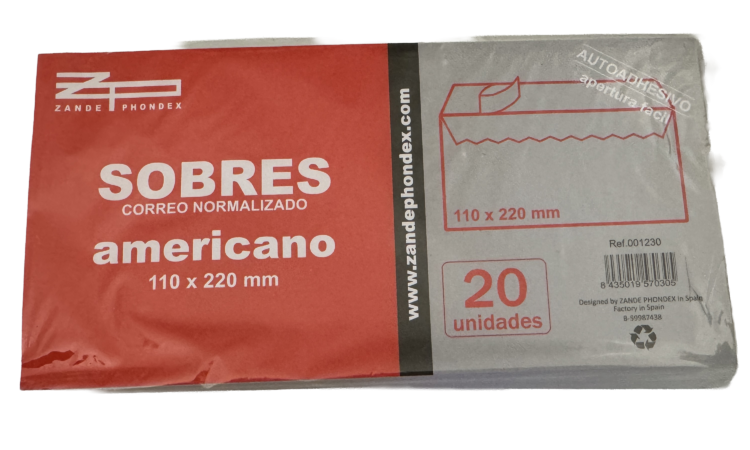 ZP
ZANDE PHONDEX
SOBRES
CORREO NORMALIZADO
americano
110 x 220 mm
www.zandephondex.com
AUTOADHESIVO
apertura fácil
110 x 220 mm
Ref.001230
8 435019 570305
20
unidades
Designed by ZANDE PHONDEX in Spain
Factory in Spain
B-59987438